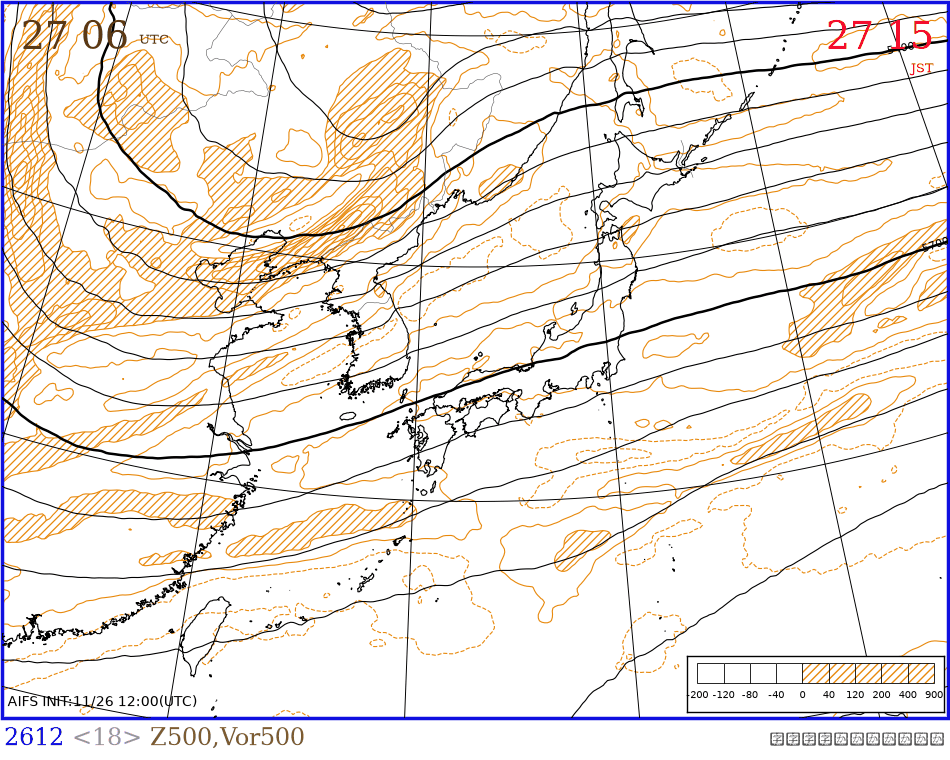 27 06 UTC
27 15
JST
5700
-200 -120 -80 -40 0 40 120 200 400 900
AIFS INIT:11/26 12:00(UTC)
2612 <18> Z500,Vor500